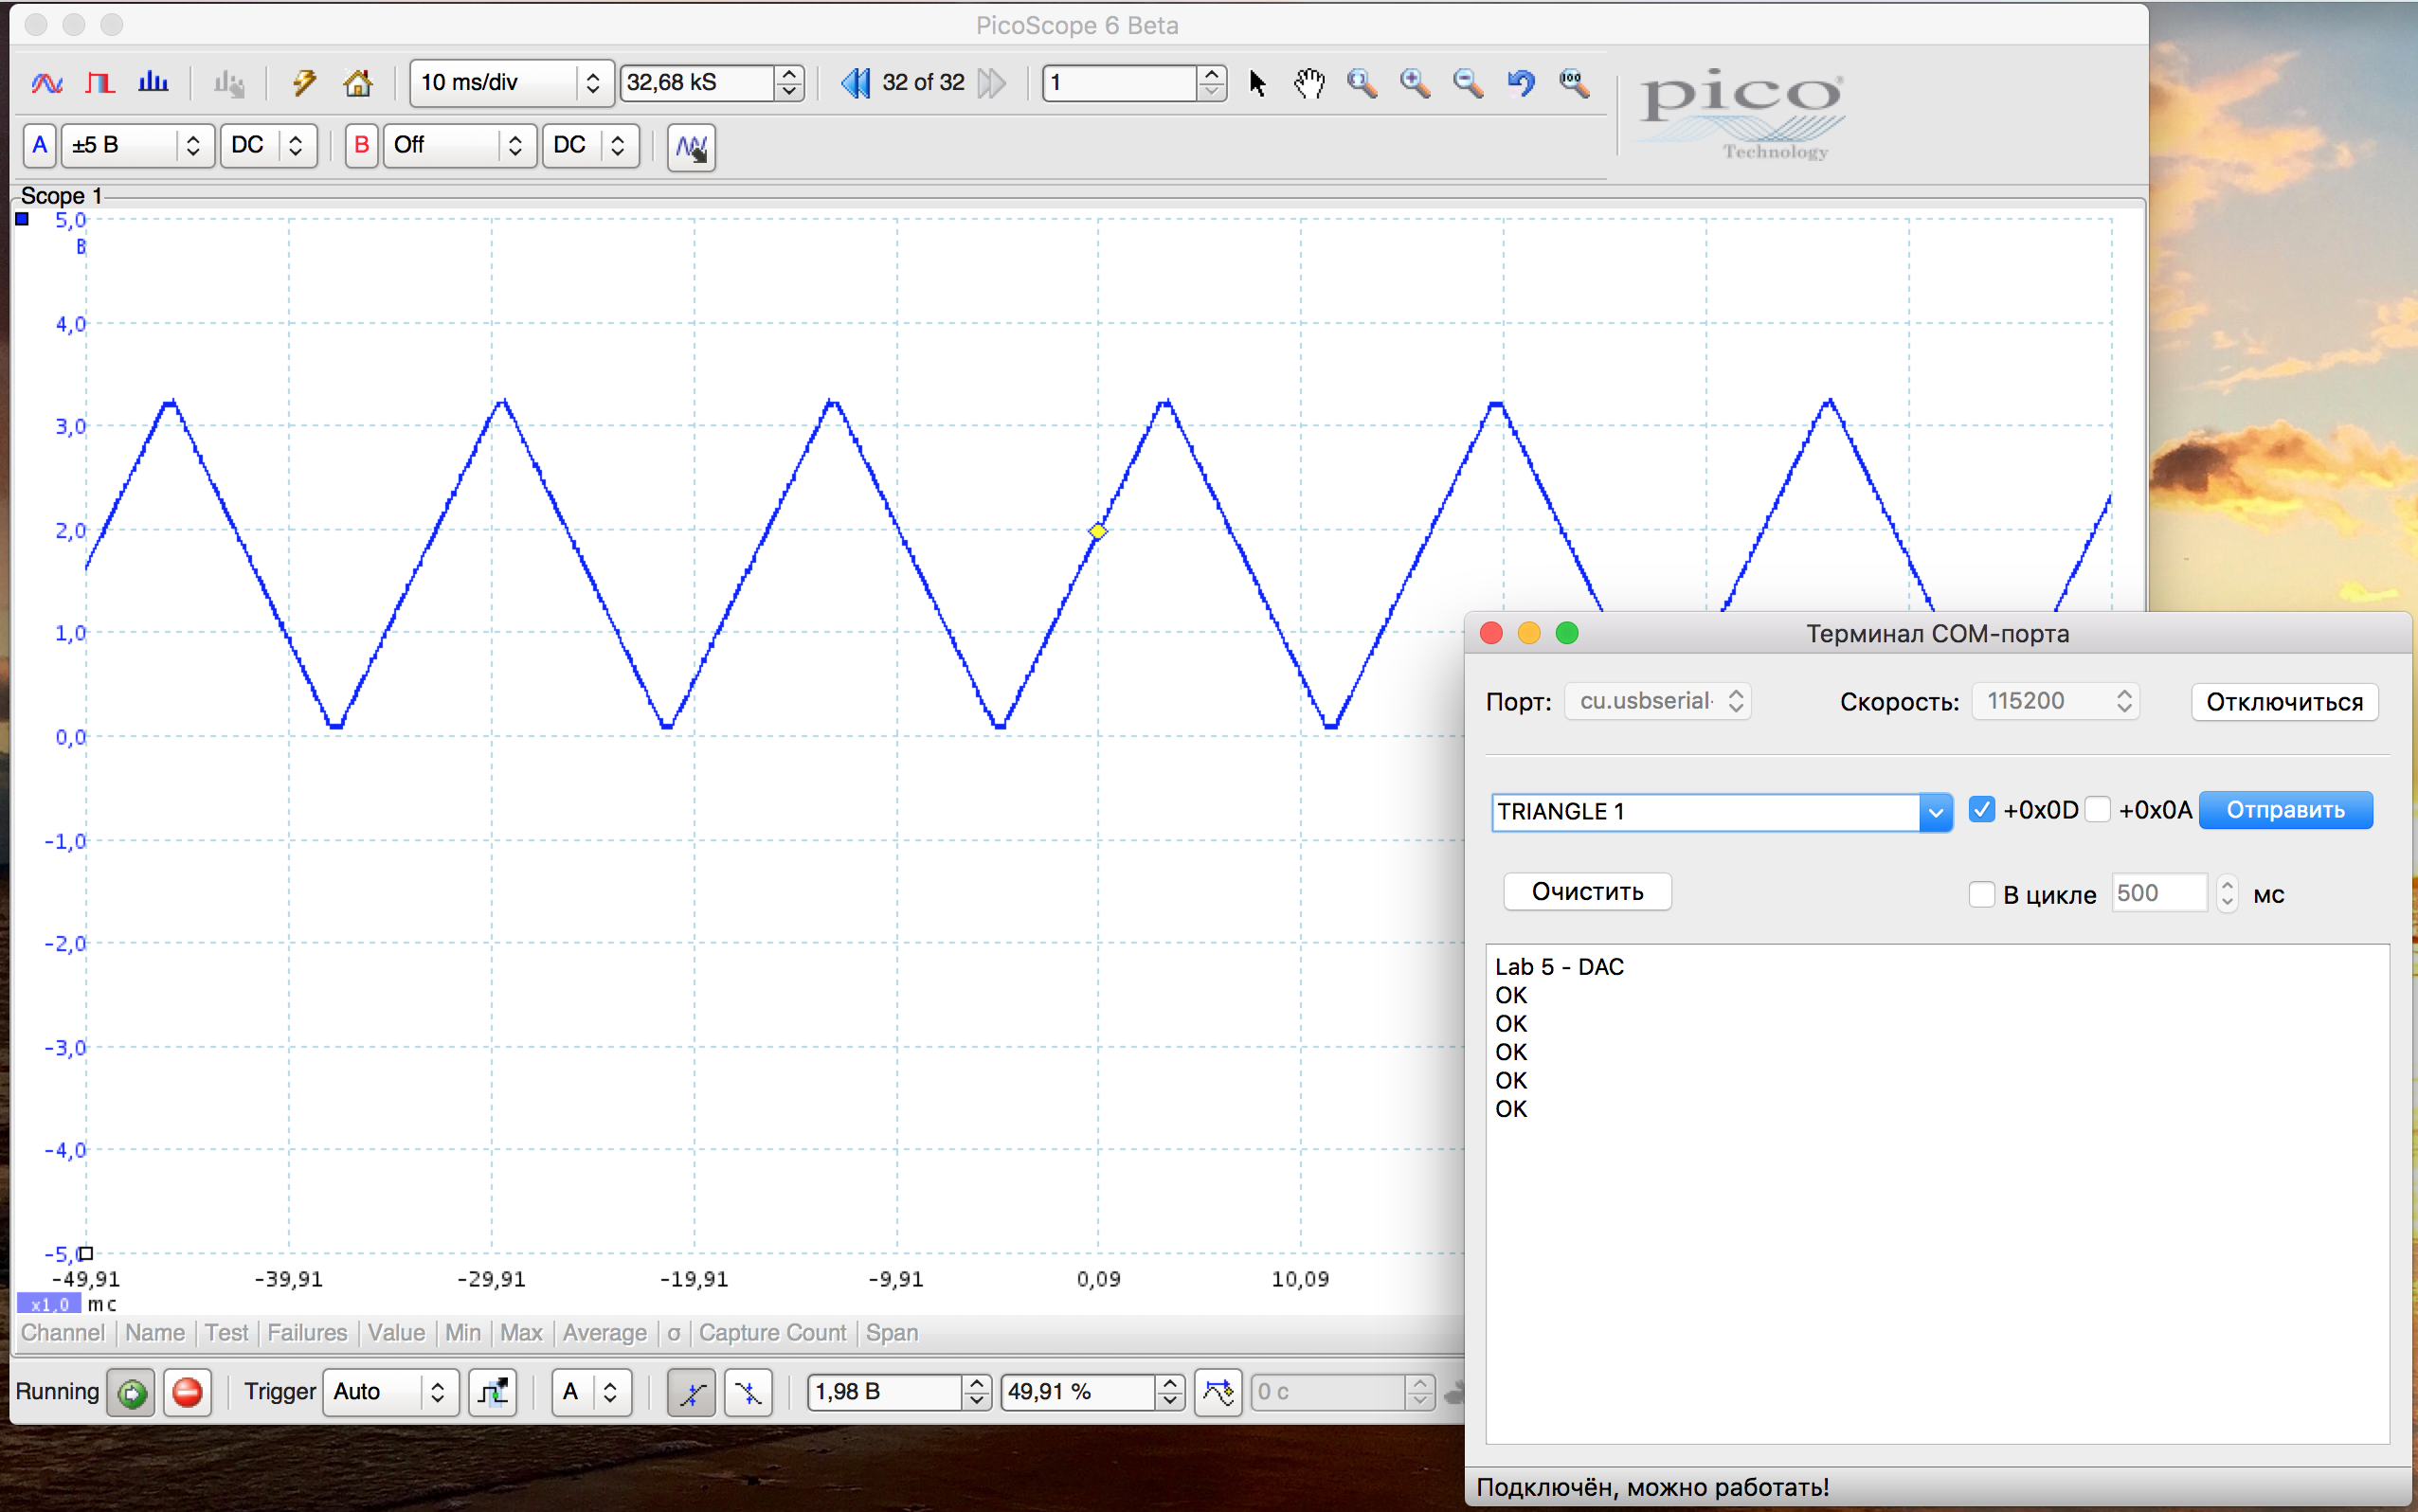 PicoScope 6 Beta
10 ms/div 32,68 kS 32 of 32 1 100
A ±5 В DC B Off DC
pico
Technology
Scope 1
5,0
В
4,0
3,0
2,0
1,0
0,0
-1,0
-2,0
-3,0
-4,0
-5,0
-49,91 -39,91 -29,91 -19,91 -9,91 0,09 10,09
x1,0 мс
Channel Name Test Failures Value Min Max Average σ Capture Count Span
Running Trigger Auto A 1,98 В 49,91 % 0 с
Терминал COM-порта
Порт: cu.usbserial- Скорость: 115200 Отключиться
TRIANGLE 1 +0x0D +0x0A Отправить
Очистить В цикле 500 мс
Lab 5 - DAC
OK
OK
OK
OK
OK
Подключён, можно работать!